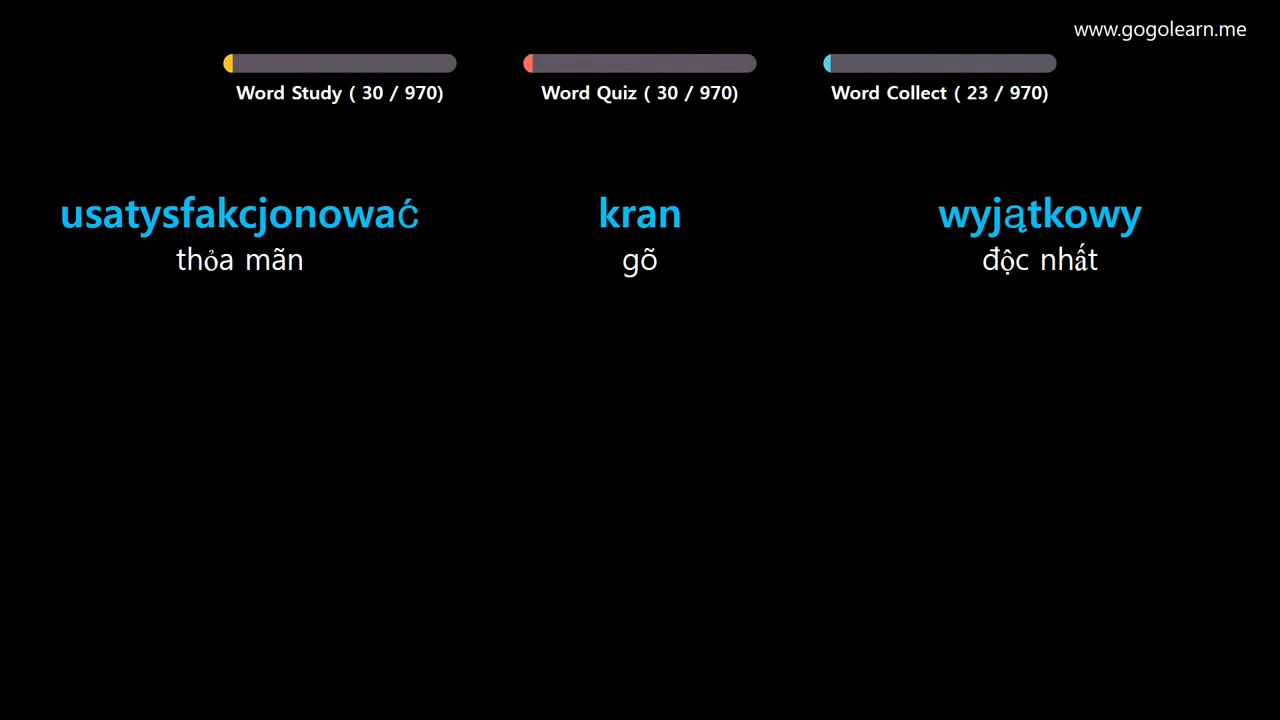 www.gogolearn.me
Word Study ( 30 / 970)
Word Quiz ( 30 / 970)
Word Collect ( 23 / 970)
usatysfakcjonować
thỏa mãn
kran
gõ
wyjątkowy
độc nhất